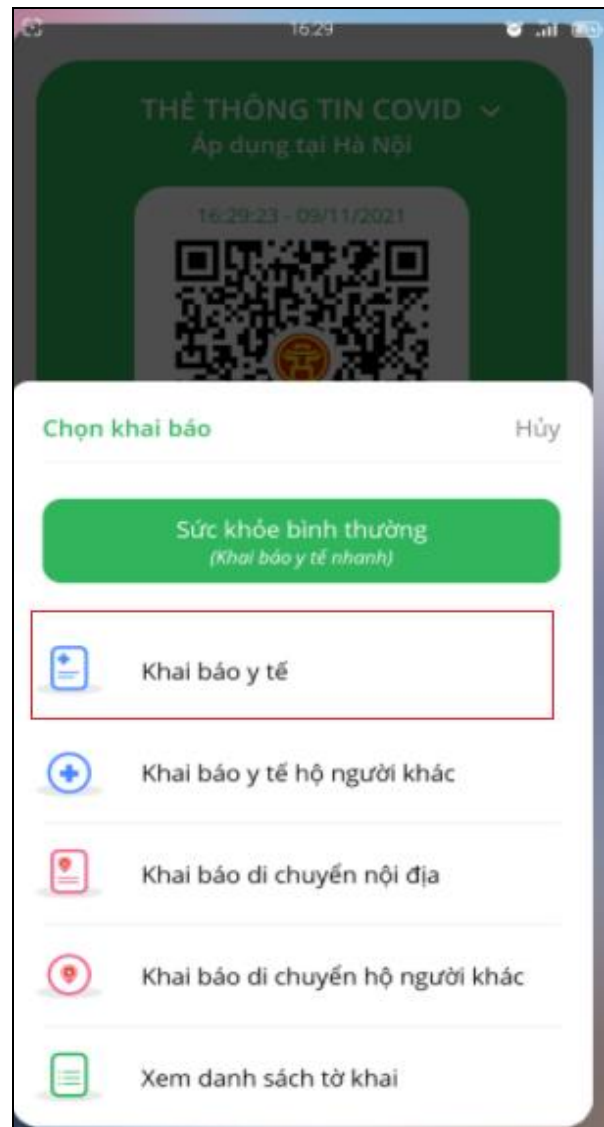 16:29
THẺ THÔNG TIN COVID
Áp dụng tại Hà Nội
16:29:23 - 09/11/2021
Chọn khai báo
Hủy
Sức khỏe bình thường
(Khai báo y tế nhanh)
Khai báo y tế
Khai báo y tế hộ người khác
Khai báo di chuyển nội địa
Khai báo di chuyển hộ người khác
Xem danh sách tờ khai